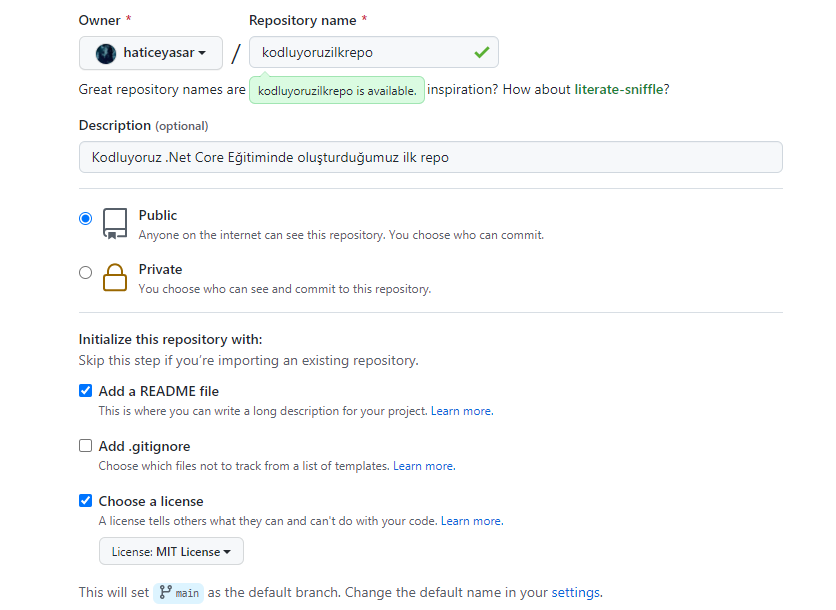 Owner * Repository name *
haticeyasar / kodluyoruzilkrepo
Great repository names are kodluyoruzilkrepo is available. inspiration? How about literate-sniffle?
Description (optional)
Kodluyoruz .Net Core Eğitiminde oluşturduğumuz ilk repo
Public
Anyone on the internet can see this repository. You choose who can commit.
Private
You choose who can see and commit to this repository.
Initialize this repository with:
Skip this step if you're importing an existing repository.
Add a README file
This is where you can write a long description for your project. Learn more.
Add .gitignore
Choose which files not to track from a list of templates. Learn more.
Choose a license
A license tells others what they can and can't do with your code. Learn more.
License: MIT License
This will set main as the default branch. Change the default name in your settings.